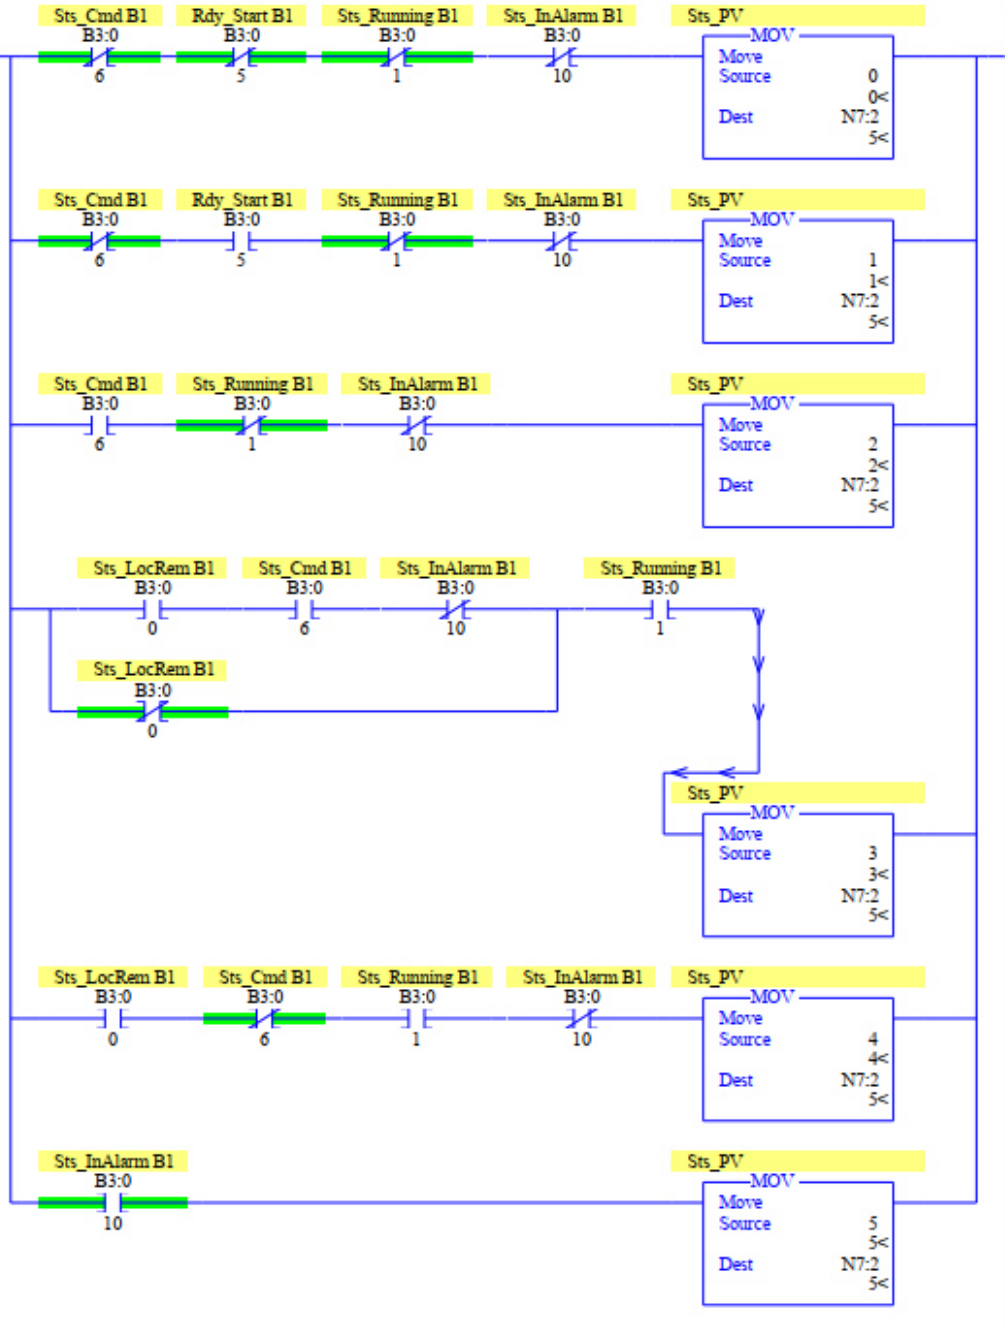 Sts_Cmd B1 Rdy_Start B1 Sts_Running B1 Sts_InAlarm B1 Sts_PV
B3:0 B3:0 B3:0 B3:0 MOV
Move
6 5 1 10 Source 0
0<
Dest N7:2
5<
Sts_Cmd B1 Rdy_Start B1 Sts_Running B1 Sts_InAlarm B1 Sts_PV
B3:0 B3:0 B3:0 B3:0 MOV
Move
6 5 1 10 Source 1
1<
Dest N7:2
5<
Sts_Cmd B1 Sts_Running B1 Sts_InAlarm B1 Sts_PV
B3:0 B3:0 B3:0 MOV
Move
6 1 10 Source 2
2<
Dest N7:2
5<
Sts_LocRem B1 Sts_Cmd B1 Sts_InAlarm B1 Sts_Running B1
B3:0 B3:0 B3:0 B3:0
0 6 10 1
Sts_LocRem B1
B3:0
0
Sts_PV
MOV
Move
Source 3
3<
Dest N7:2
5<
Sts_LocRem B1 Sts_Cmd B1 Sts_Running B1 Sts_InAlarm B1 Sts_PV
B3:0 B3:0 B3:0 B3:0 MOV
Move
0 6 1 10 Source 4
4<
Dest N7:2
5<
Sts_InAlarm B1 Sts_PV
B3:0 MOV
Move
10 Source 5
5<
Dest N7:2
5<